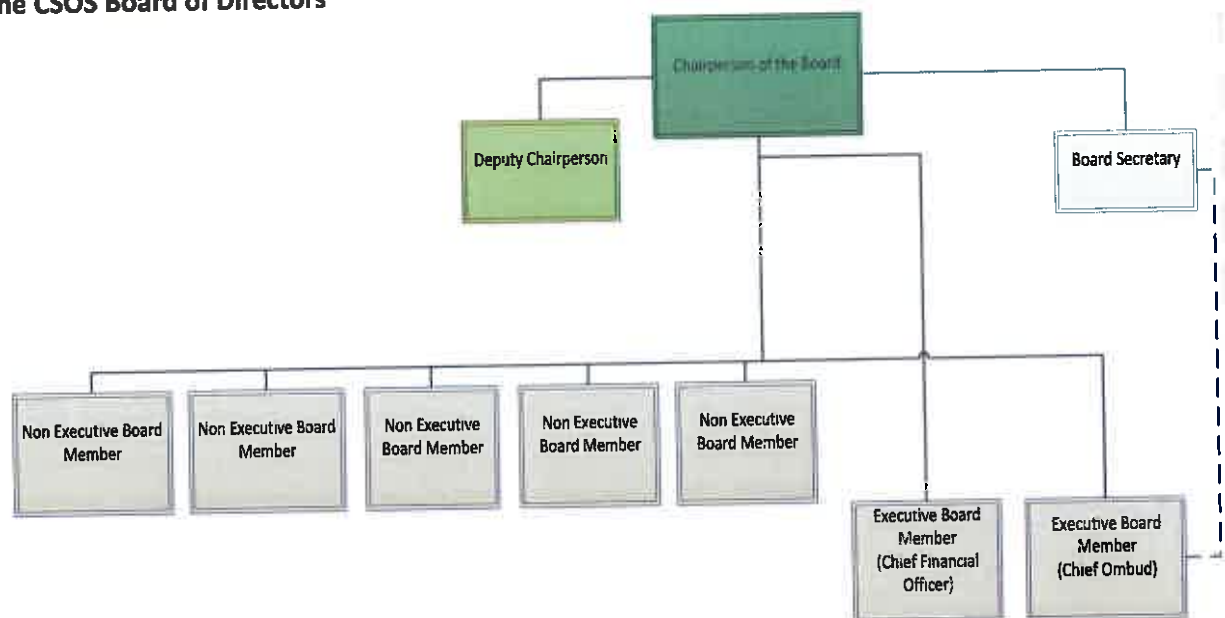 he CSOS Board of Directors
Chairperson of the Board
Deputy Chairperson
Board Secretary
Non Executive Board
Member
Non Executive Board
Member
Non Executive
Board Member
Non Executive
Board Member
Non Executive
Board Member
Executive Board
Member
(Chief Financial
Officer)
Executive Board
Member
(Chief Ombud)